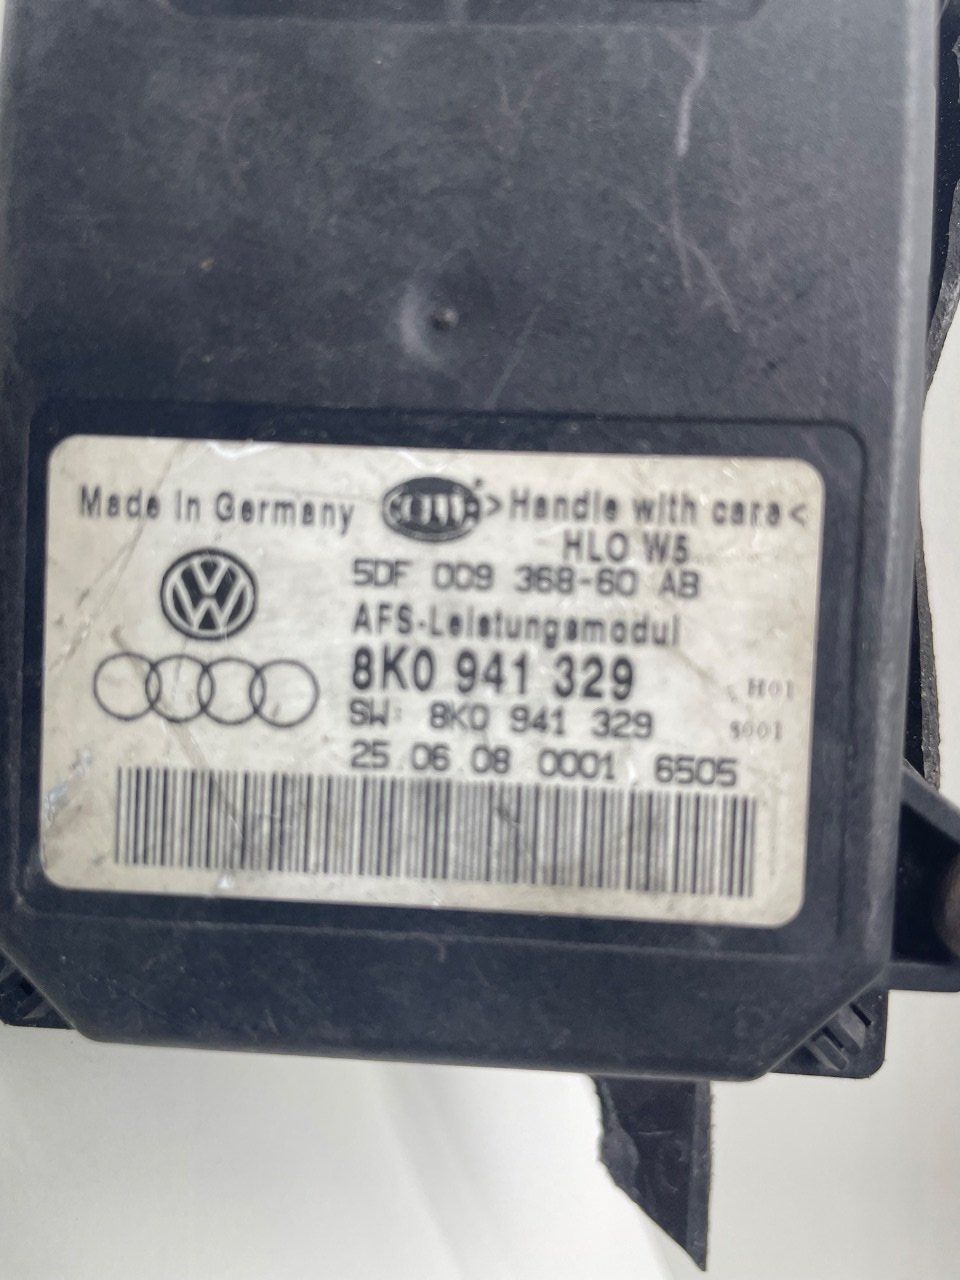 Made in Germany HELLA >Handle with care<
HLO W5
5DF 009 368-60 AB
AFS-Leistungsmodul
8K0 941 329 H01
SW: 8K0 941 329 S001
25.06.08 0001 6505